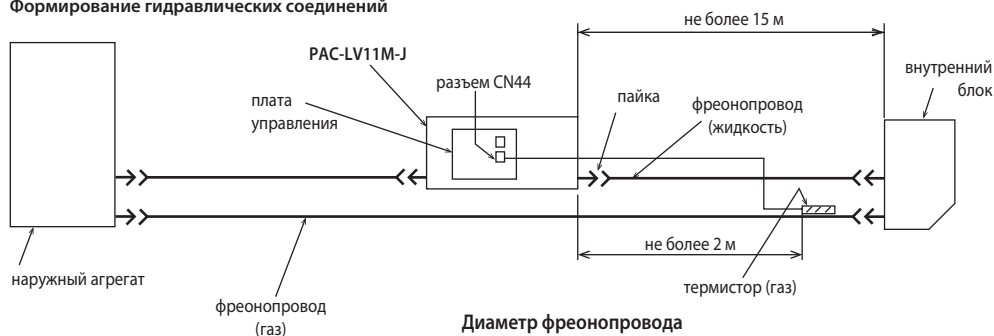 Формирование гидравлических соединений
не более 15 м
PAC-LV11M-J
разъем CN44
внутренний
блок
плата
управления
пайка
фреонопровод
(жидкость)
не более 2 м
наружный агрегат
термистор (газ)
фреонопровод
(газ)
Диаметр фреонопровода